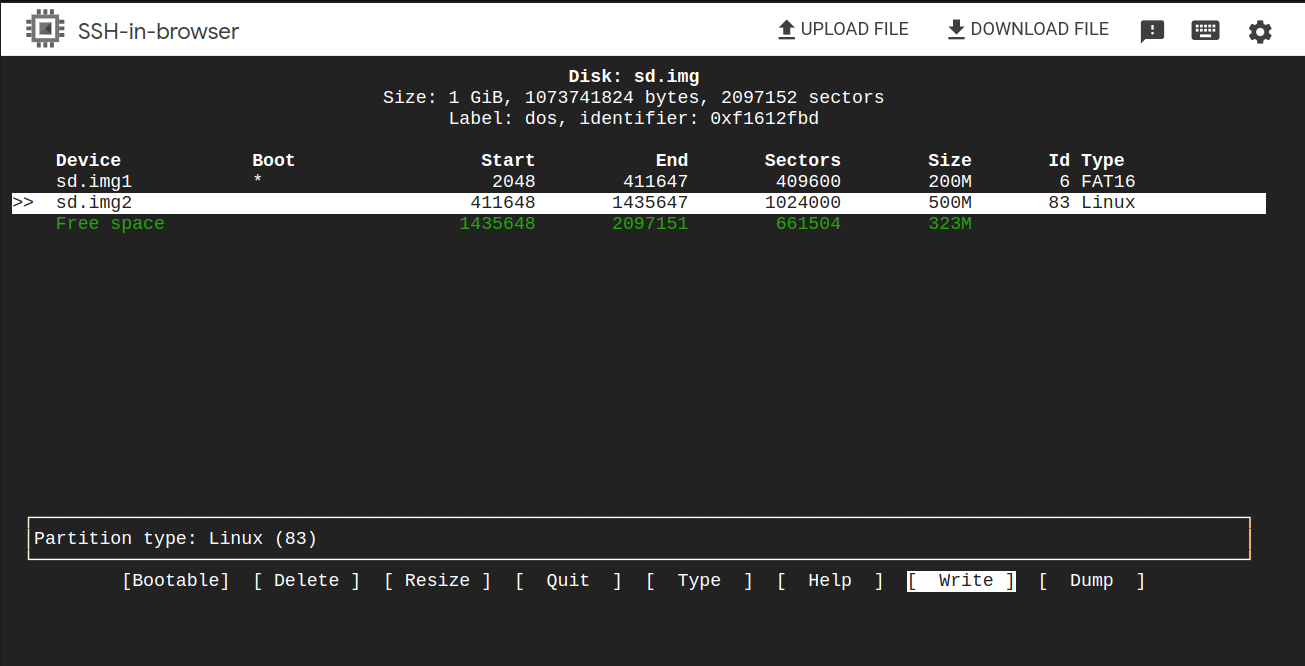 SSH-in-browser UPLOAD FILE DOWNLOAD FILE
Disk: sd.img
Size: 1 GiB, 1073741824 bytes, 2097152 sectors
Label: dos, identifier: 0xf1612fbd
Device Boot Start End Sectors Size Id Type
sd.img1 * 2048 411647 409600 200M 6 FAT16
>> sd.img2 411648 1435647 1024000 500M 83 Linux
Free space 1435648 2097151 661504 323M
Partition type: Linux (83)
[Bootable] [ Delete ] [ Resize ] [ Quit ] [ Type ] [ Help ] [ Write ] [ Dump ]